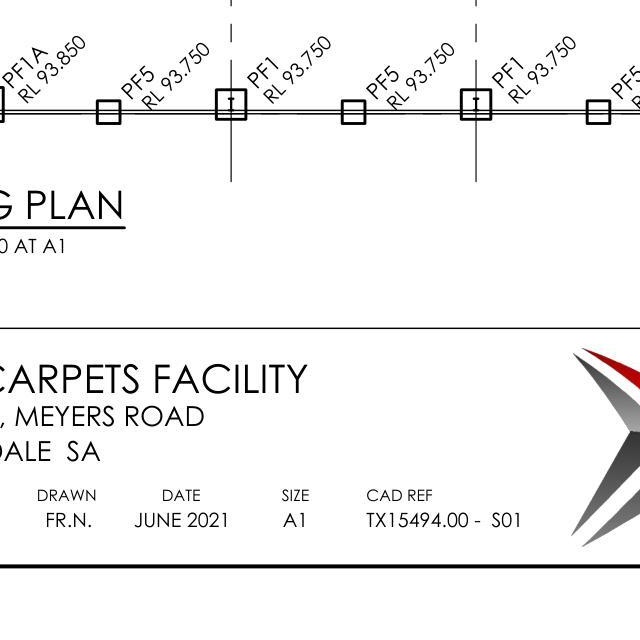 PF1A
RL 93.850
PF5
RL 93.750
PF1
RL 93.750
PF5
RL 93.750
PF1
RL 93.750
PF5
G PLAN
0 AT A1
CARPETS FACILITY
, MEYERS ROAD
DALE SA
DRAWN DATE SIZE CAD REF
FR.N. JUNE 2021 A1 TX15494.00 - S01